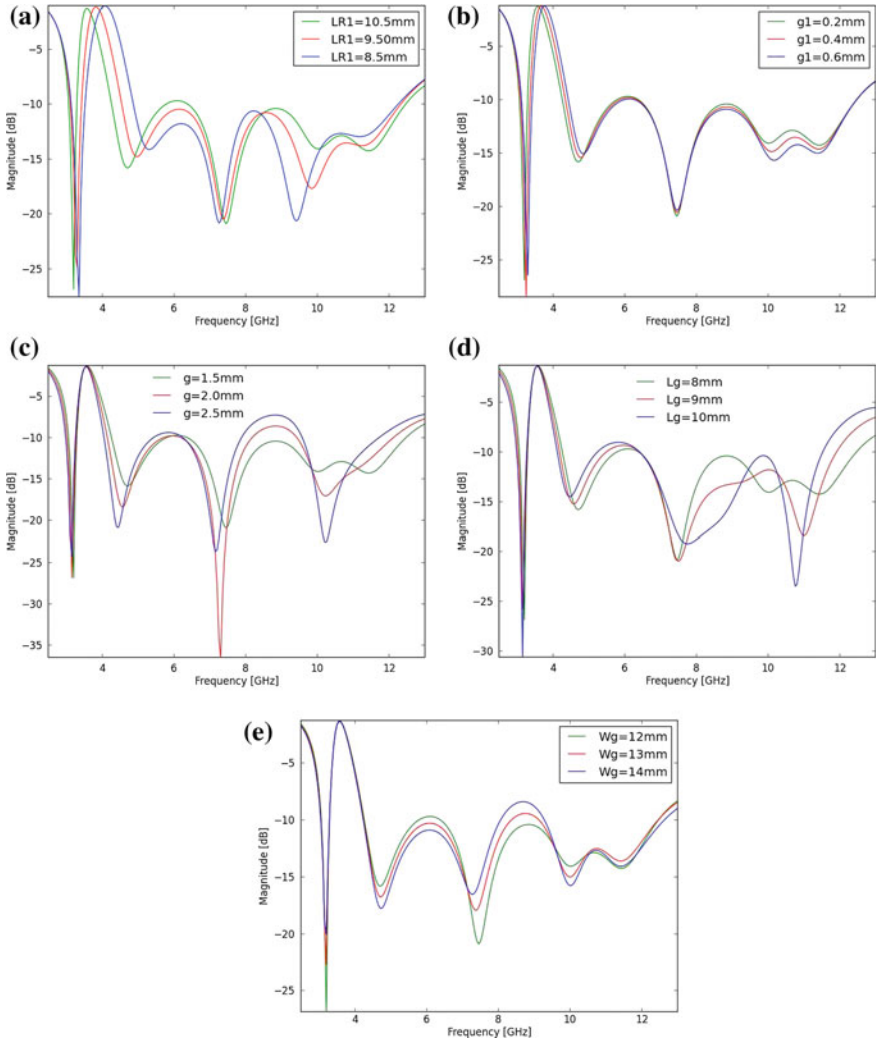 (a)
LR1=10.5mm
LR1=9.50mm
LR1=8.5mm
−5
−10
−15
−20
−25
Magnitude [dB]
4 6 8 10 12
Frequency [GHz]
(b)
g1=0.2mm
g1=0.4mm
g1=0.6mm
−5
−10
−15
−20
−25
Magnitude [dB]
4 6 8 10 12
Frequency [GHz]
(c)
g=1.5mm
g=2.0mm
g=2.5mm
−5
−10
−15
−20
−25
−30
−35
Magnitude [dB]
4 6 8 10 12
Frequency [GHz]
(d)
Lg=8mm
Lg=9mm
Lg=10mm
−5
−10
−15
−20
−25
−30
Magnitude [dB]
4 6 8 10 12
Frequency [GHz]
(e)
Wg=12mm
Wg=13mm
Wg=14mm
−5
−10
−15
−20
−25
Magnitude [dB]
4 6 8 10 12
Frequency [GHz]